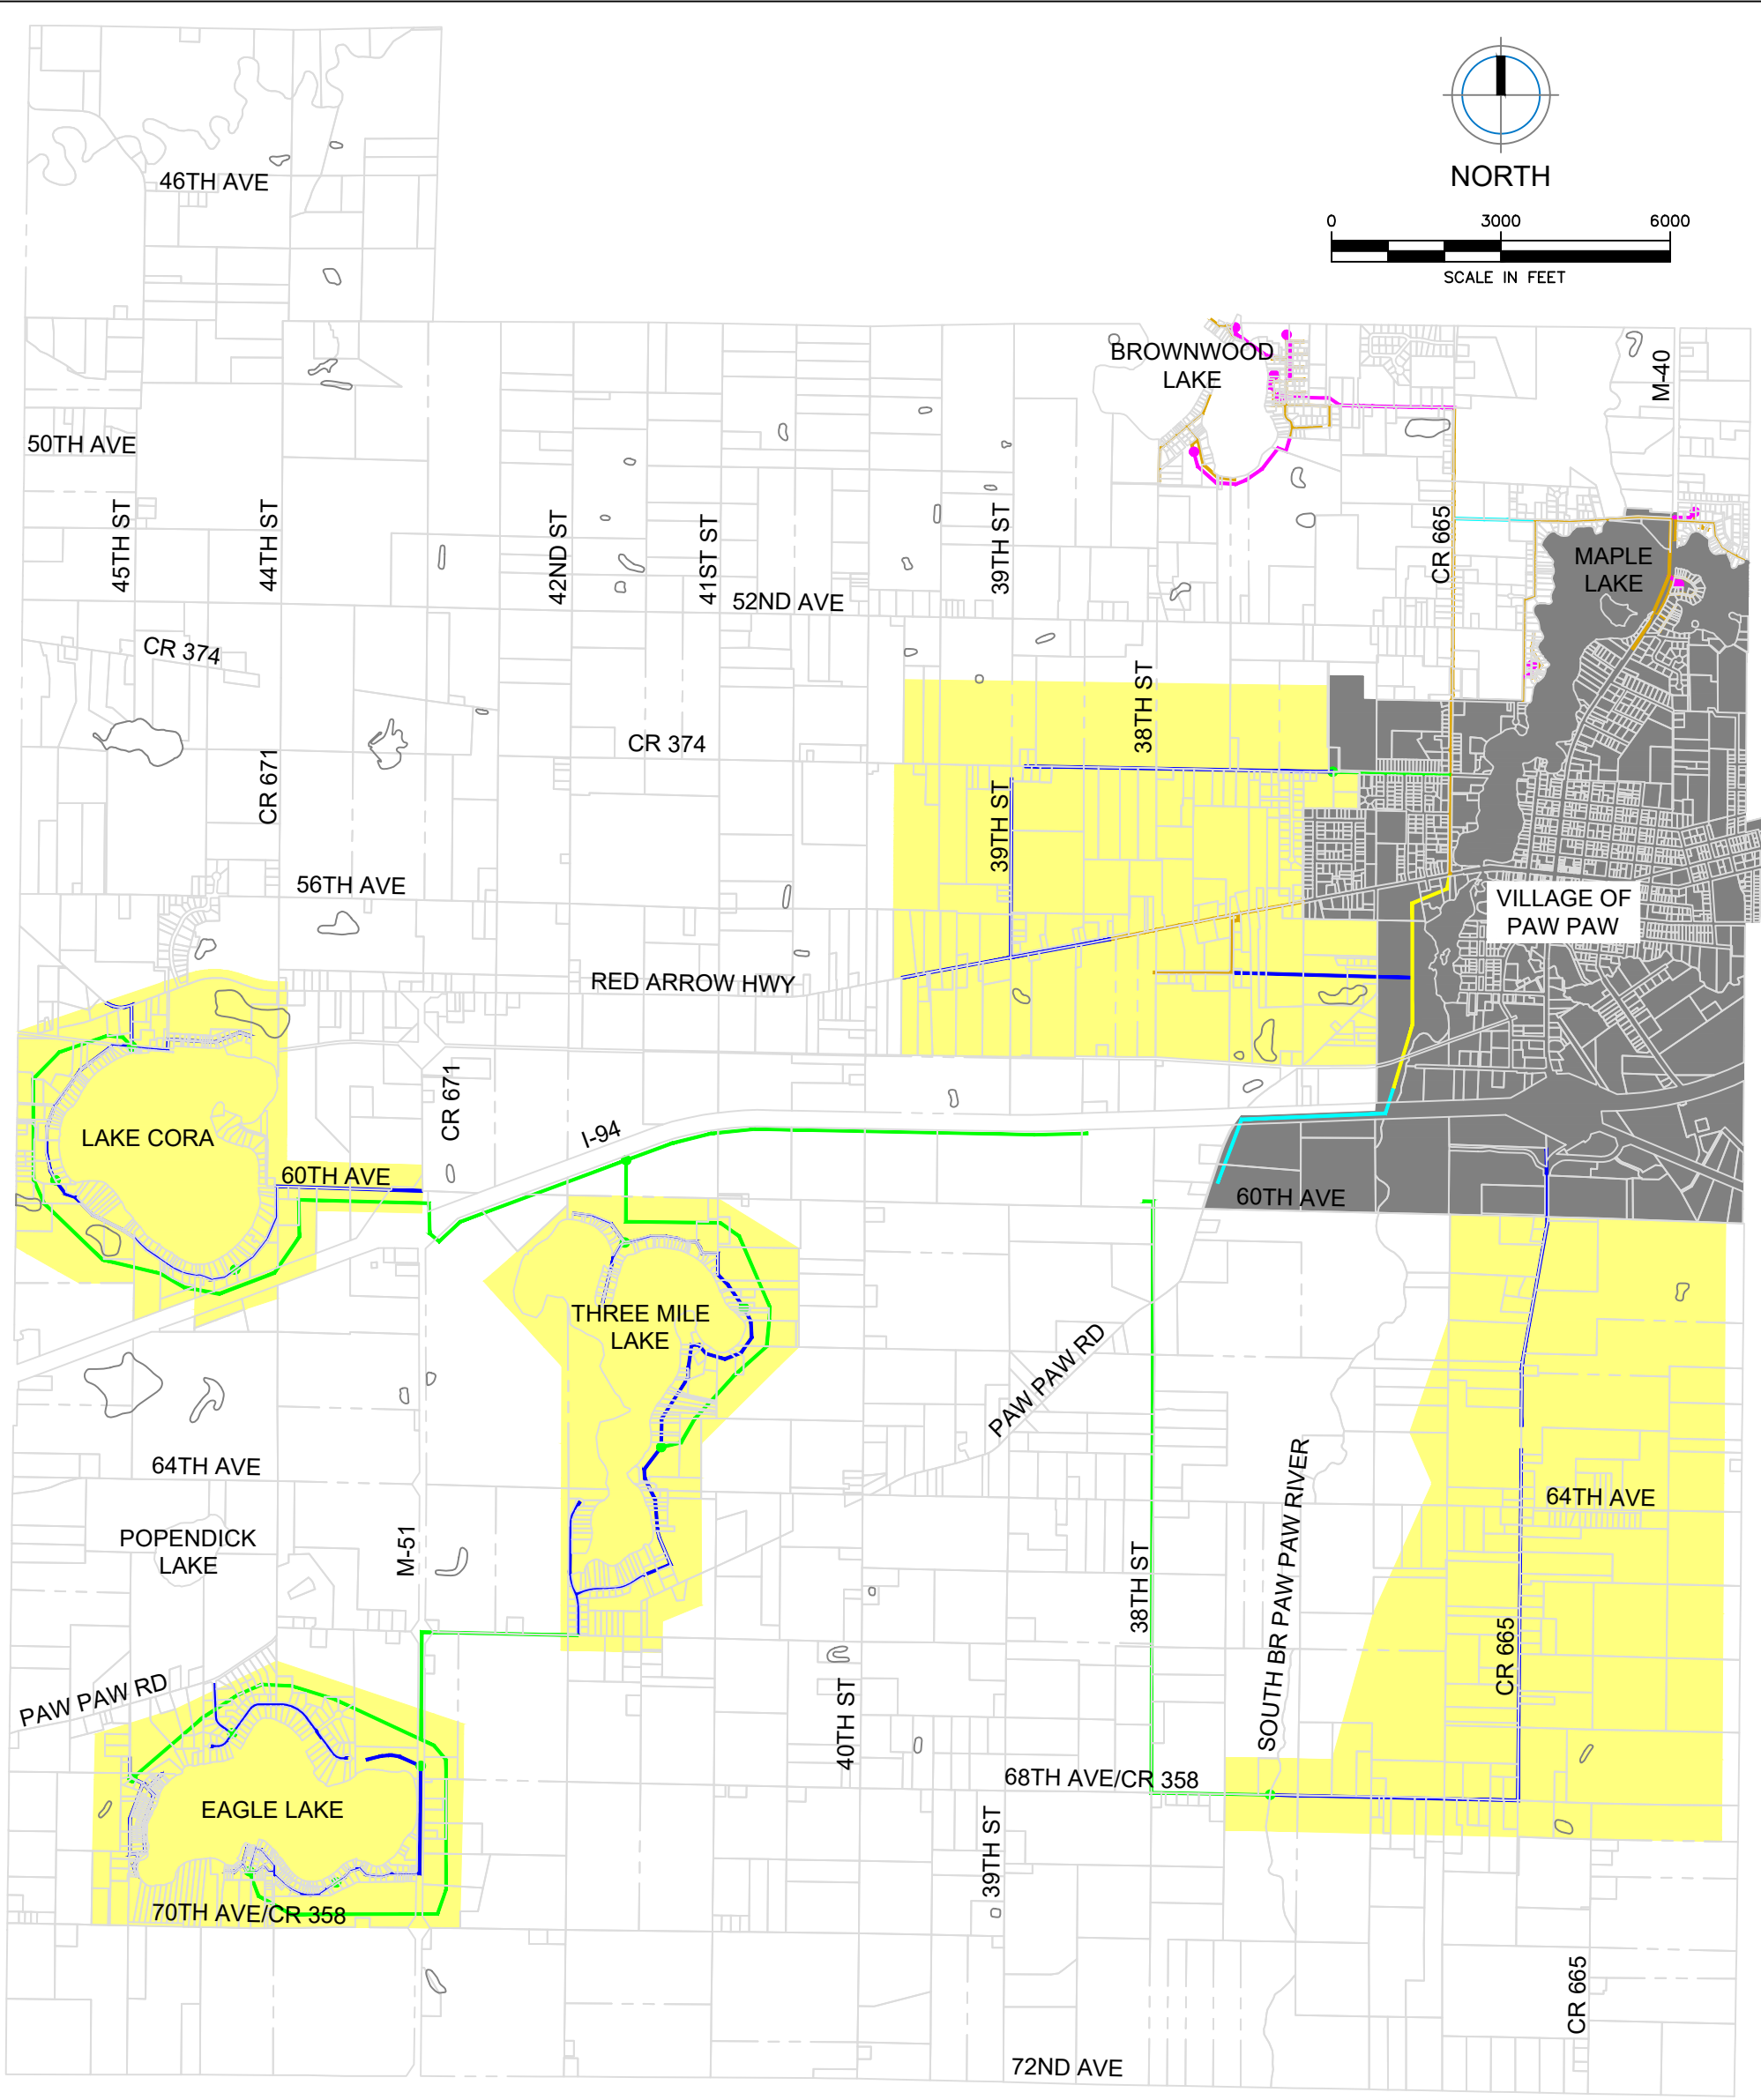 NORTH
0 3000 6000
SCALE IN FEET
46TH AVE
BROWNWOOD
LAKE
M-40
50TH AVE
45TH ST
44TH ST
42ND ST
41ST ST
39TH ST
CR 665
MAPLE
LAKE
52ND AVE
CR 374
38TH ST
CR 374
CR 671
39TH ST
56TH AVE
VILLAGE OF
PAW PAW
RED ARROW HWY
LAKE CORA
CR 671
I-94
60TH AVE
60TH AVE
THREE MILE
LAKE
PAW PAW RD
64TH AVE
64TH AVE
POPENDICK
LAKE
M-51
38TH ST
SOUTH BR PAW PAW RIVER
CR 665
PAW PAW RD
40TH ST
68TH AVE/CR 358
EAGLE LAKE
39TH ST
70TH AVE/CR 358
CR 665
72ND AVE